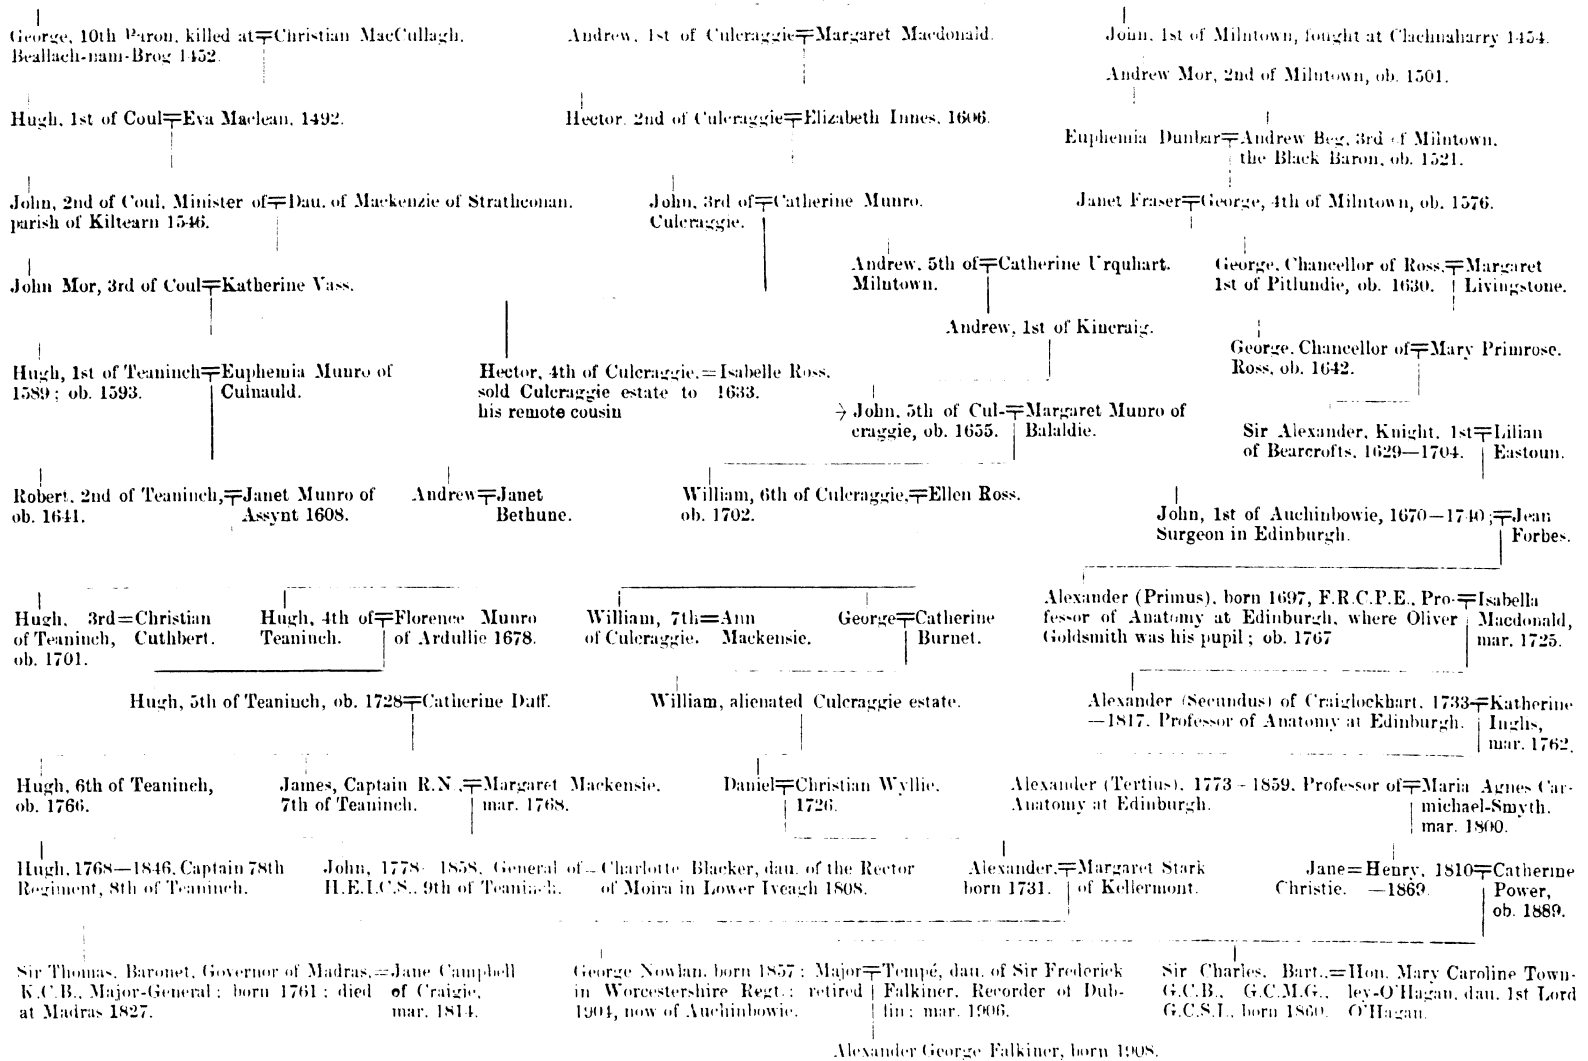 George, 10th Baron, killed at=Christian MacCullagh.
Beallach-nam-Brog 1452.
Andrew, 1st of Culcraggie=Margaret Macdonald.
John, 1st of Milntown, fought at Clachnaharry 1454.
Andrew Mor, 2nd of Milntown, ob. 1501.
Hugh, 1st of Coul=Eva Maclean, 1492.
Hector, 2nd of Culcraggie=Elizabeth Innes, 1606.
Euphemia Dunbar=Andrew Beg, 3rd of Milntown,
the Black Baron, ob. 1521.
John, 2nd of Coul, Minister of=Dau. of Mackenzie of Strathconan.
parish of Kiltearn 1546.
John, 3rd of=Catherine Munro.
Culcraggie.
Janet Fraser=George, 4th of Milntown, ob. 1576.
Andrew, 5th of=Catherine Urquhart.
Milntown.
George, Chancellor of Ross,=Margaret
1st of Pitlundie, ob. 1630. Livingstone.
John Mor, 3rd of Coul=Katherine Vass.
Andrew, 1st of Kincraig.
George, Chancellor of=Mary Primrose.
Ross, ob. 1642.
Hugh, 1st of Teaninch=Euphemia Munro of
1589; ob. 1593. Culnauld.
Hector, 4th of Culcraggie,=Isabelle Ross.
sold Culcraggie estate to 1633.
his remote cousin
John, 5th of Cul-=Margaret Munro of
craggie, ob. 1655. Balaldie.
Sir Alexander, Knight, 1st=Lilian
of Bearcrofts, 1629—1704. Eastoun.
Robert, 2nd of Teaninch,=Janet Munro of
ob. 1641. Assynt 1608.
Andrew=Janet
Bethune.
William, 6th of Culcraggie,=Ellen Ross.
ob. 1702.
John, 1st of Auchinbowie, 1670—1740;=Jean
Surgeon in Edinburgh. Forbes.
Hugh, 3rd=Christian
of Teaninch, Cuthbert.
ob. 1701.
Hugh, 4th of=Florence Munro
Teaninch. of Ardullie 1678.
William, 7th=Ann
of Culcraggie. Mackensie.
George=Catherine
Burnet.
Alexander (Primus), born 1697, F.R.C.P.E., Pro-=Isabella
fessor of Anatomy at Edinburgh, where Oliver Macdonald,
Goldsmith was his pupil; ob. 1767 mar. 1725.
Hugh, 5th of Teaninch, ob. 1728=Catherine Duff.
William, alienated Culcraggie estate.
Alexander (Secundus) of Craiglockhart, 1733=Katherine
—1817. Professor of Anatomy at Edinburgh. Inglis,
mar. 1762.
Hugh, 6th of Teaninch,
ob. 1766.
James, Captain R.N.,=Margaret Mackensie.
7th of Teaninch. mar. 1768.
Daniel=Christian Wyllie.
1726.
Alexander (Tertius), 1773-1859, Professor of=Maria Agnes Car-
Anatomy at Edinburgh. michael-Smyth.
mar. 1800.
Hugh, 1768—1846, Captain 78th
Regiment, 8th of Teaninch.
John, 1778-1858, General of=Charlotte Blacker, dau. of the Rector
H.E.I.C.S., 9th of Teaninch. of Moira in Lower Iveagh 1808.
Alexander,=Margaret Stark
born 1731. of Kellermont.
Jane=Henry, 1810=Catherine
Christie. —1869. Power,
ob. 1889.
Sir Thomas, Baronet, Governor of Madras,=Jane Campbell
K.C.B., Major-General; born 1761; died of Craigie,
at Madras 1827. mar. 1814.
George Nowlan, born 1857; Major=Tempé, dau. of Sir Frederick
in Worcestershire Regt.; retired Falkiner, Recorder of Dub-
1904, now of Auchinbowie. lin; mar. 1906.
Sir Charles, Bart.,=Hon. Mary Caroline Town-
G.C.B., G.C.M.G., ley-O'Hagan, dau. 1st Lord
G.C.S.I., born 1860. O'Hagan.
Alexander George Falkiner, born 1908.